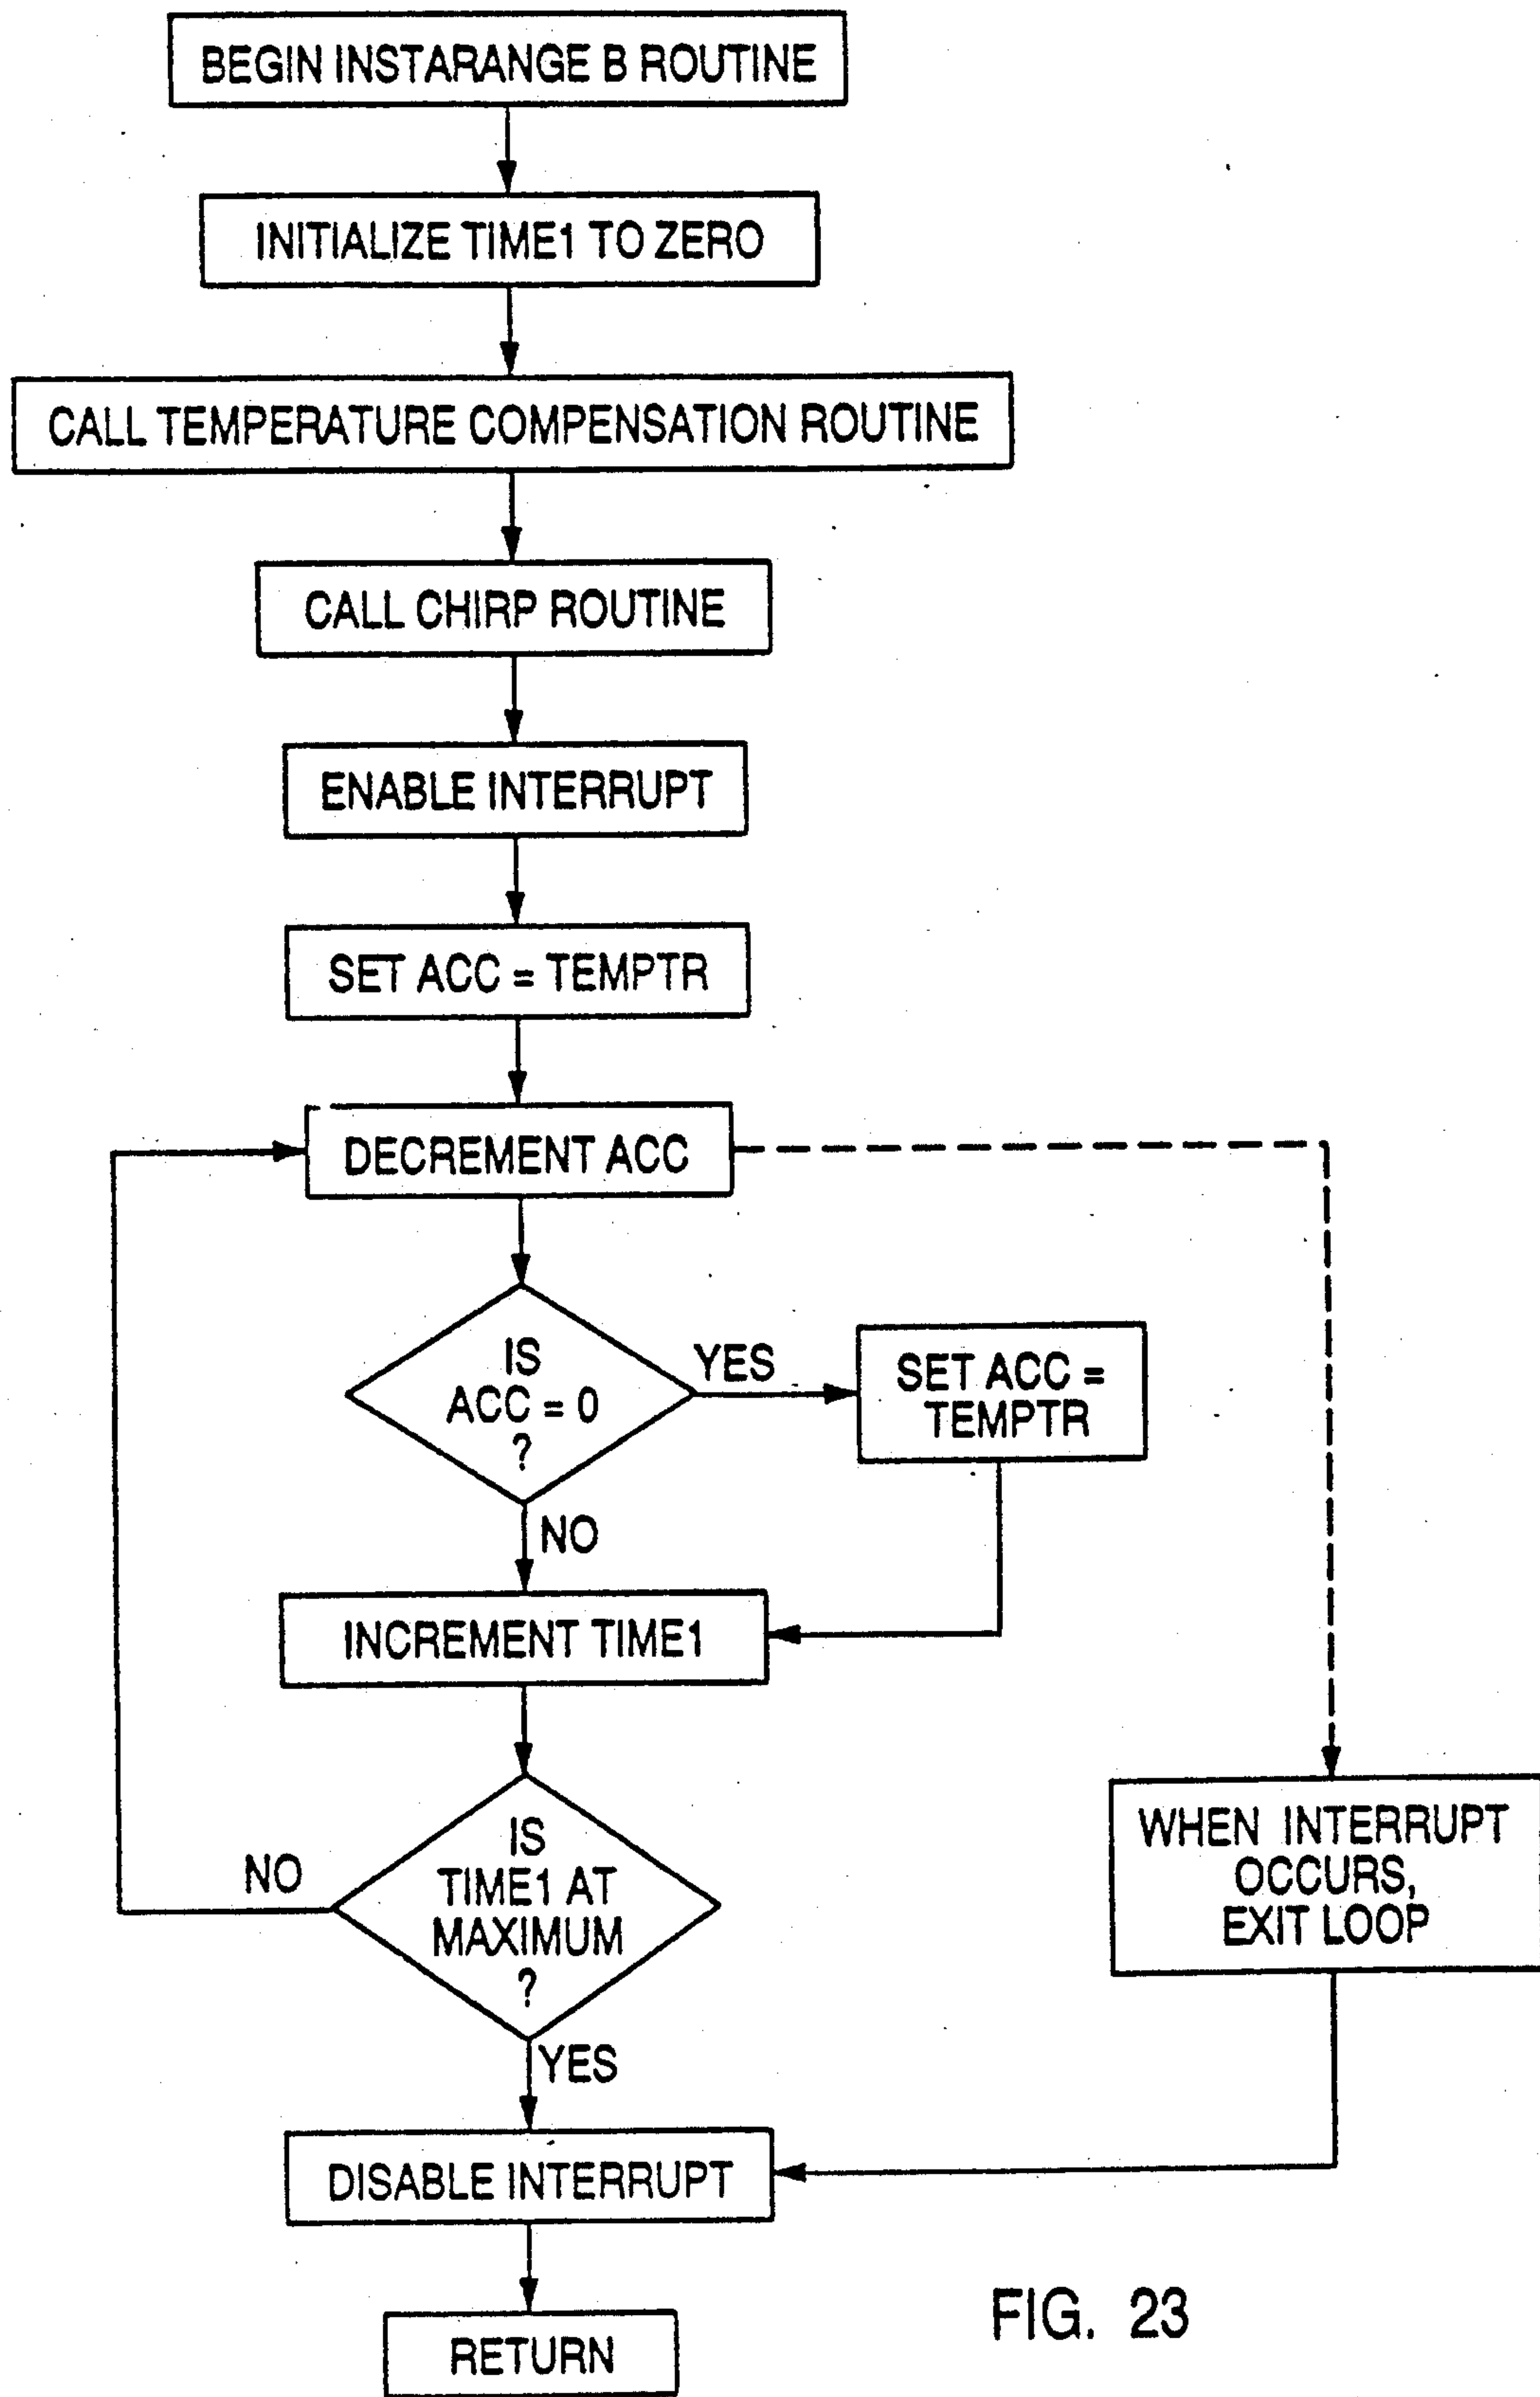 BEGIN INSTARANGE B ROUTINE
INITIALIZE TIME1 TO ZERO
CALL TEMPERATURE COMPENSATION ROUTINE
CALL CHIRP ROUTINE
ENABLE INTERRUPT
SET ACC = TEMPTR
DECREMENT ACC
IS
ACC = 0
?
YES
SET ACC =
TEMPTR
NO
INCREMENT TIME1
IS
TIME1 AT
MAXIMUM
?
NO
YES
WHEN INTERRUPT
OCCURS,
EXIT LOOP
DISABLE INTERRUPT
RETURN
FIG. 23